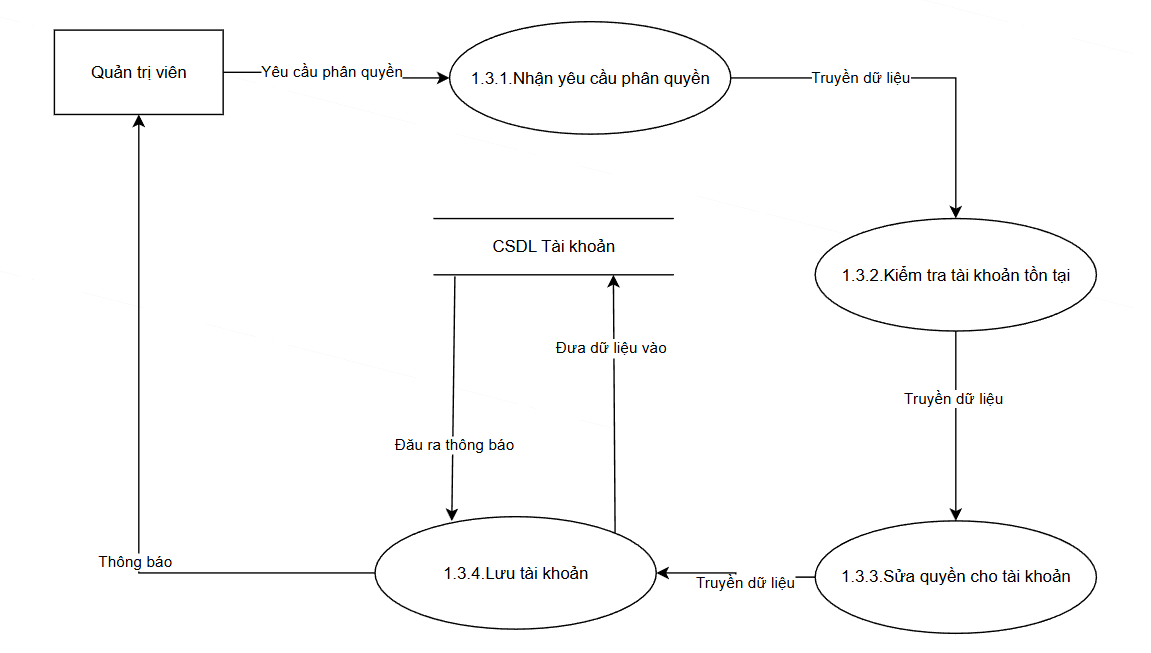 Quản trị viên
Yêu cầu phân quyền
1.3.1.Nhận yêu cầu phân quyền
Truyền dữ liệu
CSDL Tài khoản
1.3.2.Kiểm tra tài khoản tồn tại
Đưa dữ liệu vào
Truyền dữ liệu
Đău ra thông báo
Thông báo
1.3.4.Lưu tài khoản
Truyền dữ liệu
1.3.3.Sửa quyền cho tài khoản